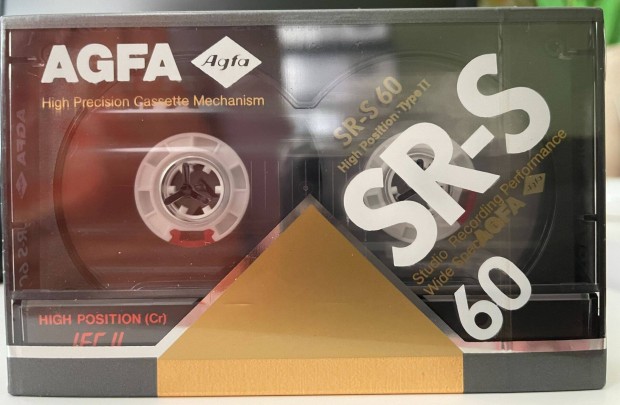 AGFA
Agfa
High Precision Cassette Mechanism
SR-S 60
High Position-Type II
SR-S
Studio Recording Performance
Wide
AGFA
60
HIGH POSITION (Cr)
IEC II
AGFA